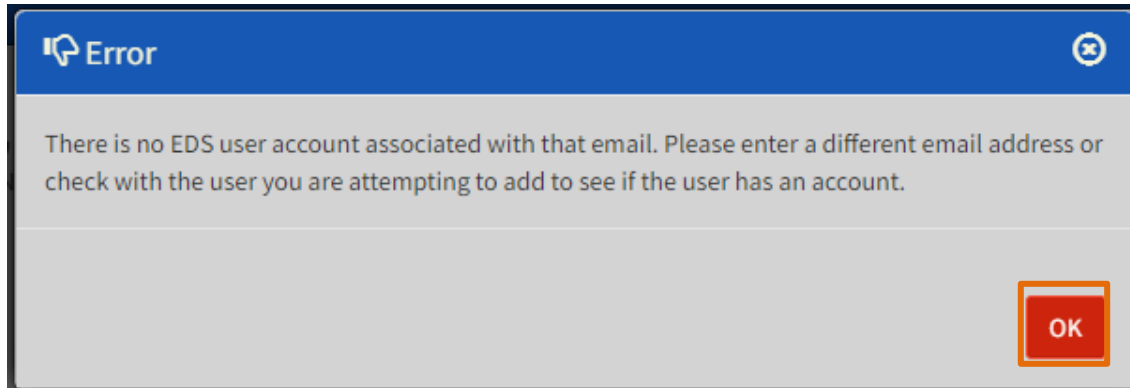 Error
There is no EDS user account associated with that email. Please enter a different email address or
check with the user you are attempting to add to see if the user has an account.
OK